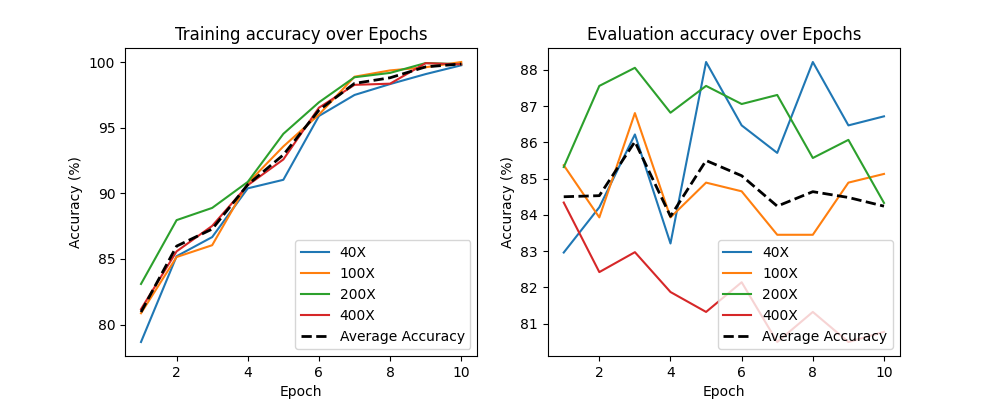 Training accuracy over Epochs
Accuracy (%)
100
95
90
85
80
2 4 6 8 10
Epoch
40X
100X
200X
400X
Average Accuracy
Evaluation accuracy over Epochs
Accuracy (%)
88
87
86
85
84
83
82
81
2 4 6 8 10
Epoch
40X
100X
200X
400X
Average Accuracy